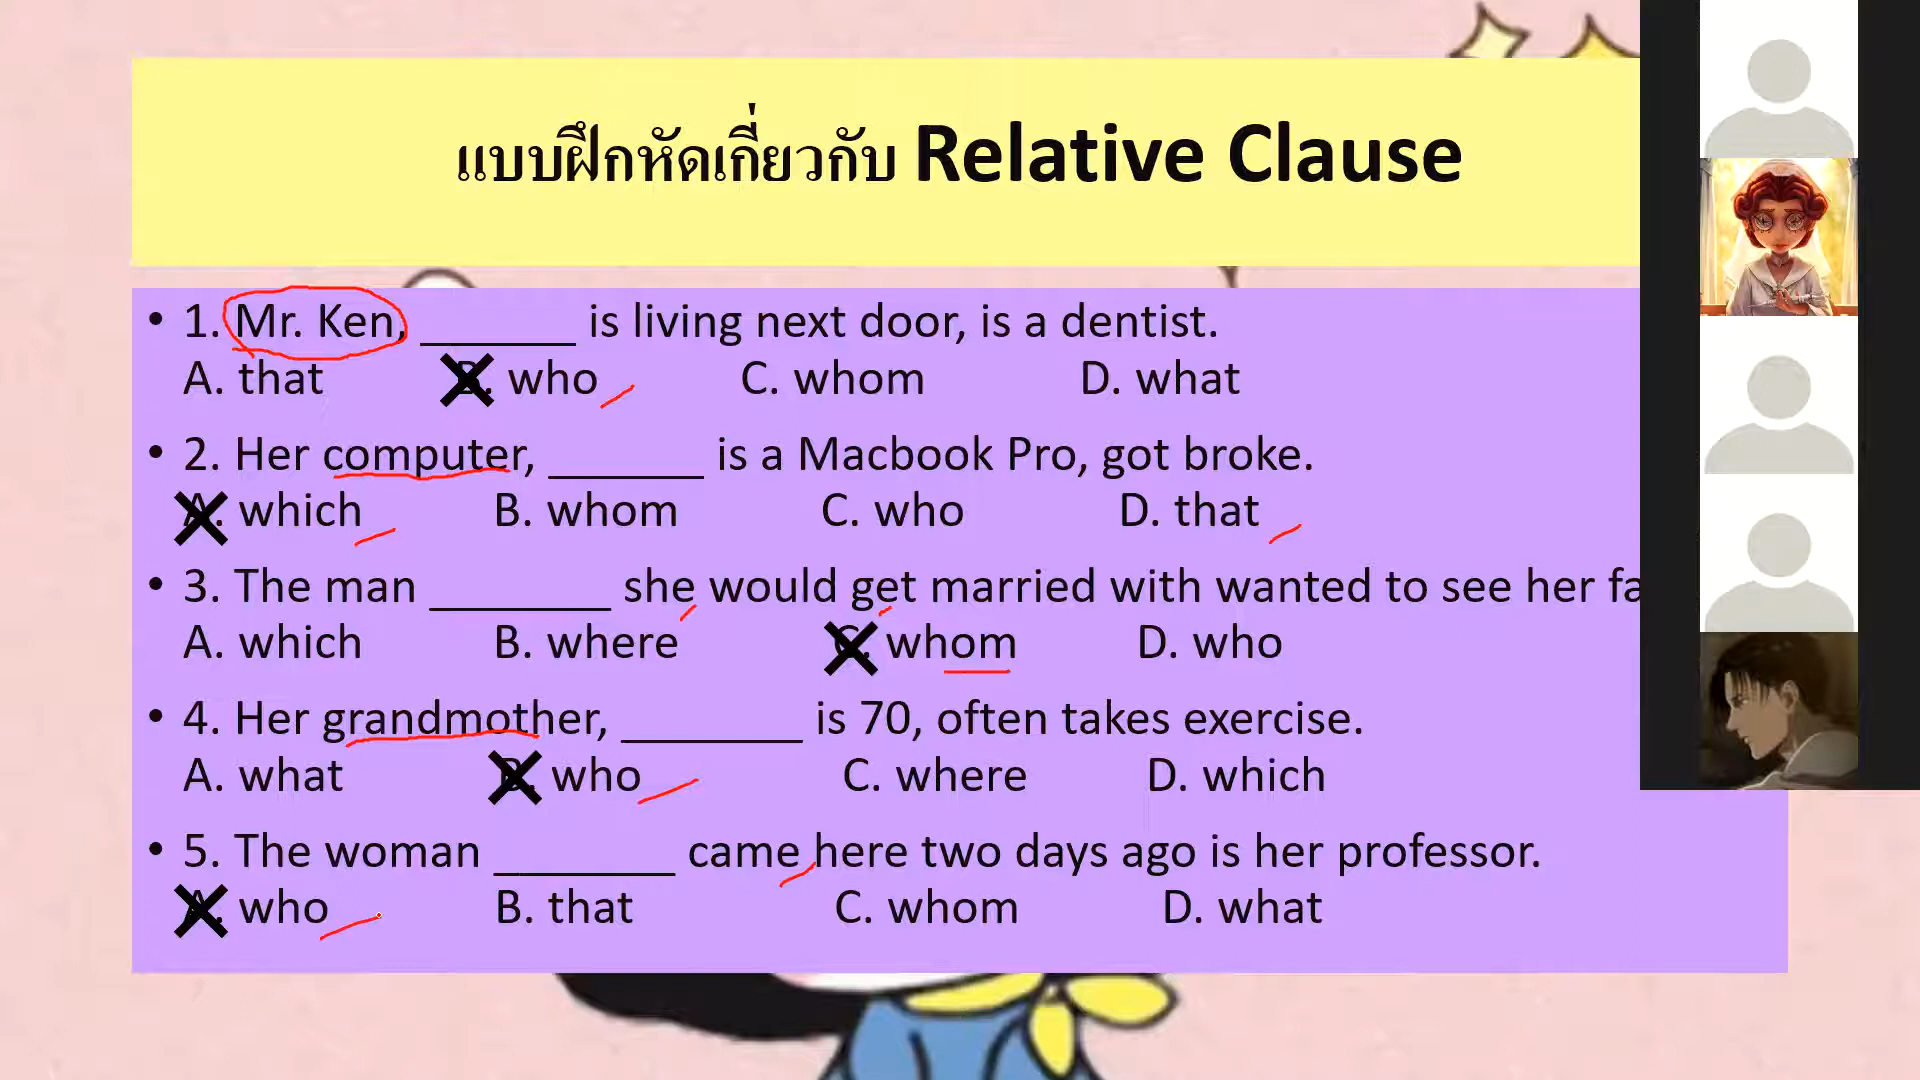 แบบฝึกหัดเกี่ยวกับ Relative Clause
• 1. Mr. Ken, ______ is living next door, is a dentist.
A. that B. who C. whom D. what
• 2. Her computer, ______ is a Macbook Pro, got broke.
A. which B. whom C. who D. that
• 3. The man _______ she would get married with wanted to see her
A. which B. where C. whom D. who
• 4. Her grandmother, _______ is 70, often takes exercise.
A. what B. who C. where D. which
• 5. The woman _______ came here two days ago is her professor.
A. who B. that C. whom D. what